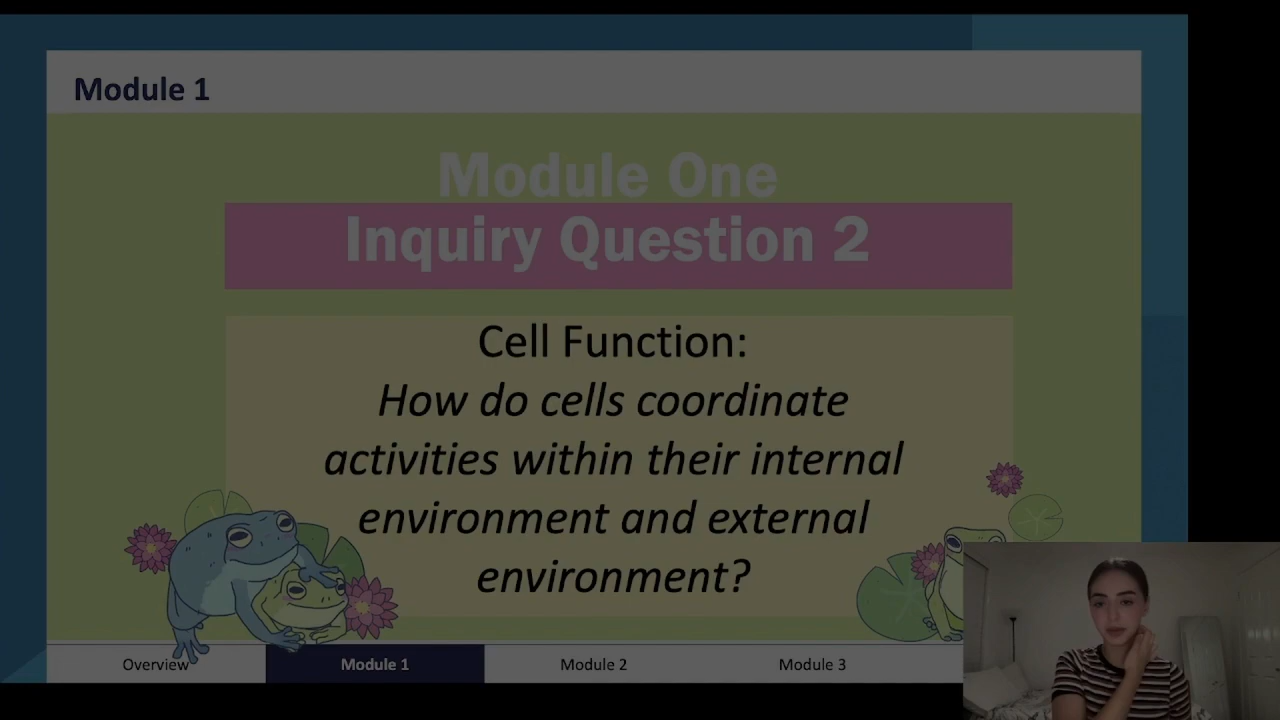 Module 1
Module One
Inquiry Question 2
Cell Function:
How do cells coordinate
activities within their internal
environment and external
environment?
Overview
Module 1
Module 2
Module 3